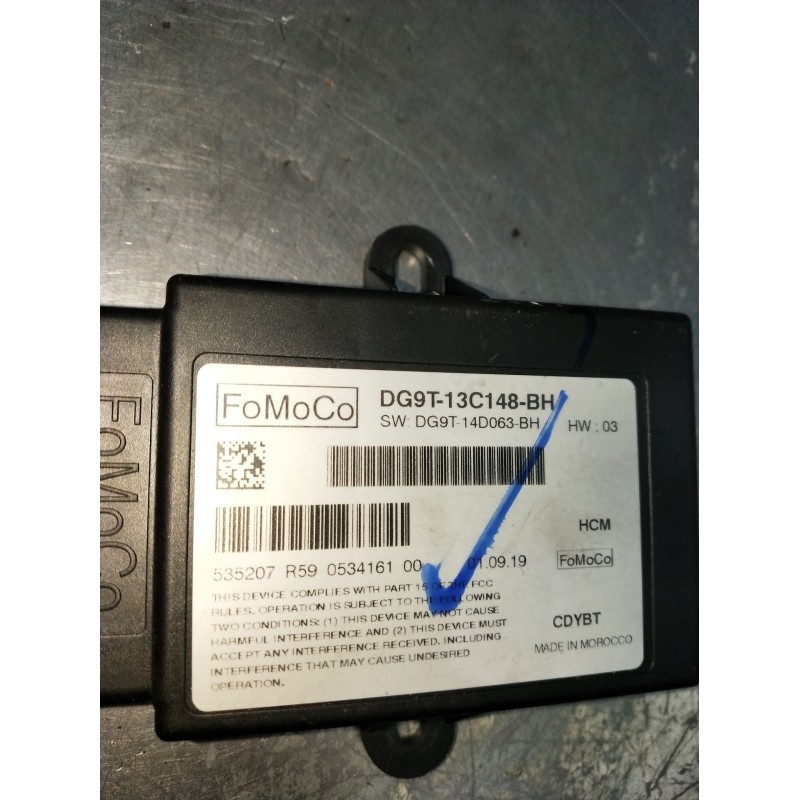 FoMoCo
DG9T-13C148-BH
SW: DG9T-14D063-BH
HW : 03
HCM
535207 R59 0534161 00
01.09.19
FoMoCo
THIS DEVICE COMPLIES WITH PART 15 OF THE FCC
RULES. OPERATION IS SUBJECT TO THE FOLLOWING
TWO CONDITIONS: (1) THIS DEVICE MAY NOT CAUSE
HARMFUL INTERFERENCE AND (2) THIS DEVICE MUST
ACCEPT ANY INTERFERENCE RECEIVED, INCLUDING
INTERFERENCE THAT MAY CAUSE UNDESIRED
OPERATION.
CDYBT
MADE IN MOROCCO
FoMoCo